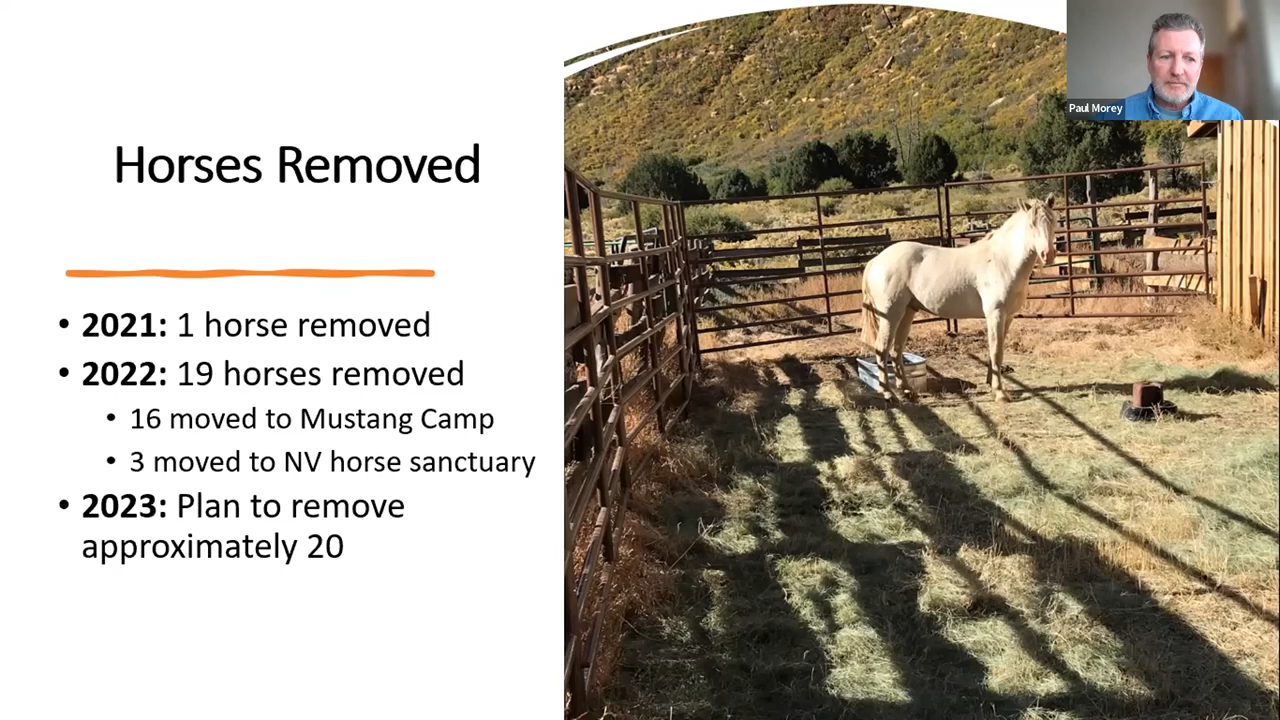 Paul Morey
Horses Removed
• 2021: 1 horse removed
• 2022: 19 horses removed
• 16 moved to Mustang Camp
• 3 moved to NV horse sanctuary
• 2023: Plan to remove
approximately 20